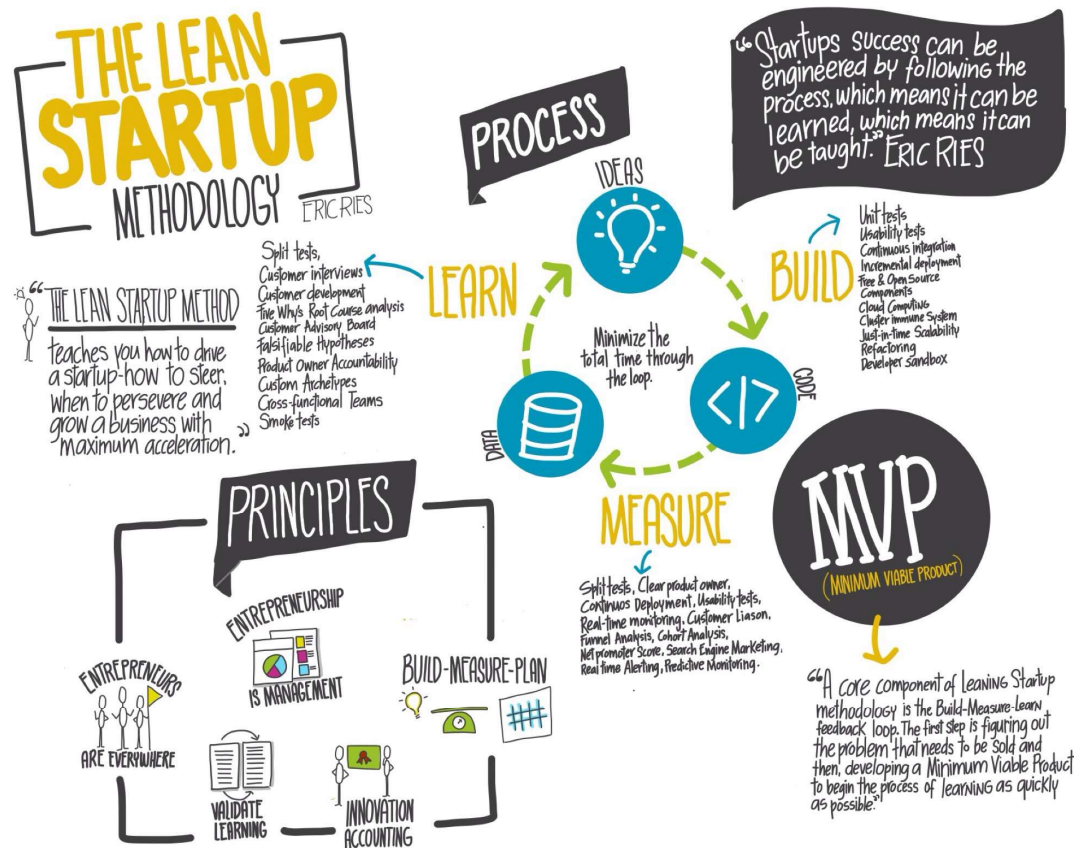 THE LEAN
STARTUP
METHODOLOGY
ERIC RIES
“THE LEAN STARTUP METHOD
teaches you how to drive
a startup-how to steer,
when to persevere and
grow a business with
maximum acceleration.”
PROCESS
“Startups success can be
engineered by following the
process, which means it can be
learned, which means it can
be taught.” ERIC RIES
IDEAS
CODE
DATA
Minimize the
total time through
the loop.
LEARN
Split tests,
Customer interviews
Customer development
Five Why's Root Course analysis
Customer Advisory Board
Falsifiable Hypotheses
Product Owner Accountability
Custom Archetypes
Cross-functional Teams
Smoke tests
BUILD
Unit tests
Usability tests
Continuous integration
Incremental deployment
Free & Open Source
Components
Cloud Computing
Cluster immune System
Just-in-time Scalability
Refactoring
Developer sandbox
MEASURE
Split tests, Clear product owner,
Continuos Deployment, Usability tests,
Real-time monitoring, Customer Liason,
Funnel Analysis, Cohort Analysis,
Net promoter Score, Search Engine Marketing,
Real time Alerting, Predictive Monitoring.
MVP
(MINIMUM VIABLE PRODUCT)
“A core component of LEANING Startup
methodology is the Build-Measure-Learn
feedback loop. The first step is figuring out
the problem that needs to be sold and
then, developing a Minimum Viable Product
to begin the process of learning as quickly
as possible.”
PRINCIPLES
ENTREPRENEURS
ARE EVERYWHERE
ENTREPRENEURSHIP
IS MANAGEMENT
VALIDATE
LEARNING
INNOVATION
ACCOUNTING
BUILD-MEASURE-PLAN